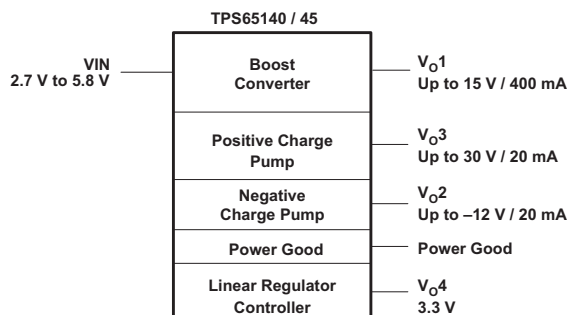 TPS65140 / 45
VIN
2.7 V to 5.8 V
Boost
Converter
VO1
Up to 15 V / 400 mA
Positive Charge
Pump
VO3
Up to 30 V / 20 mA
Negative
Charge Pump
VO2
Up to –12 V / 20 mA
Power Good
Power Good
Linear Regulator
Controller
VO4
3.3 V